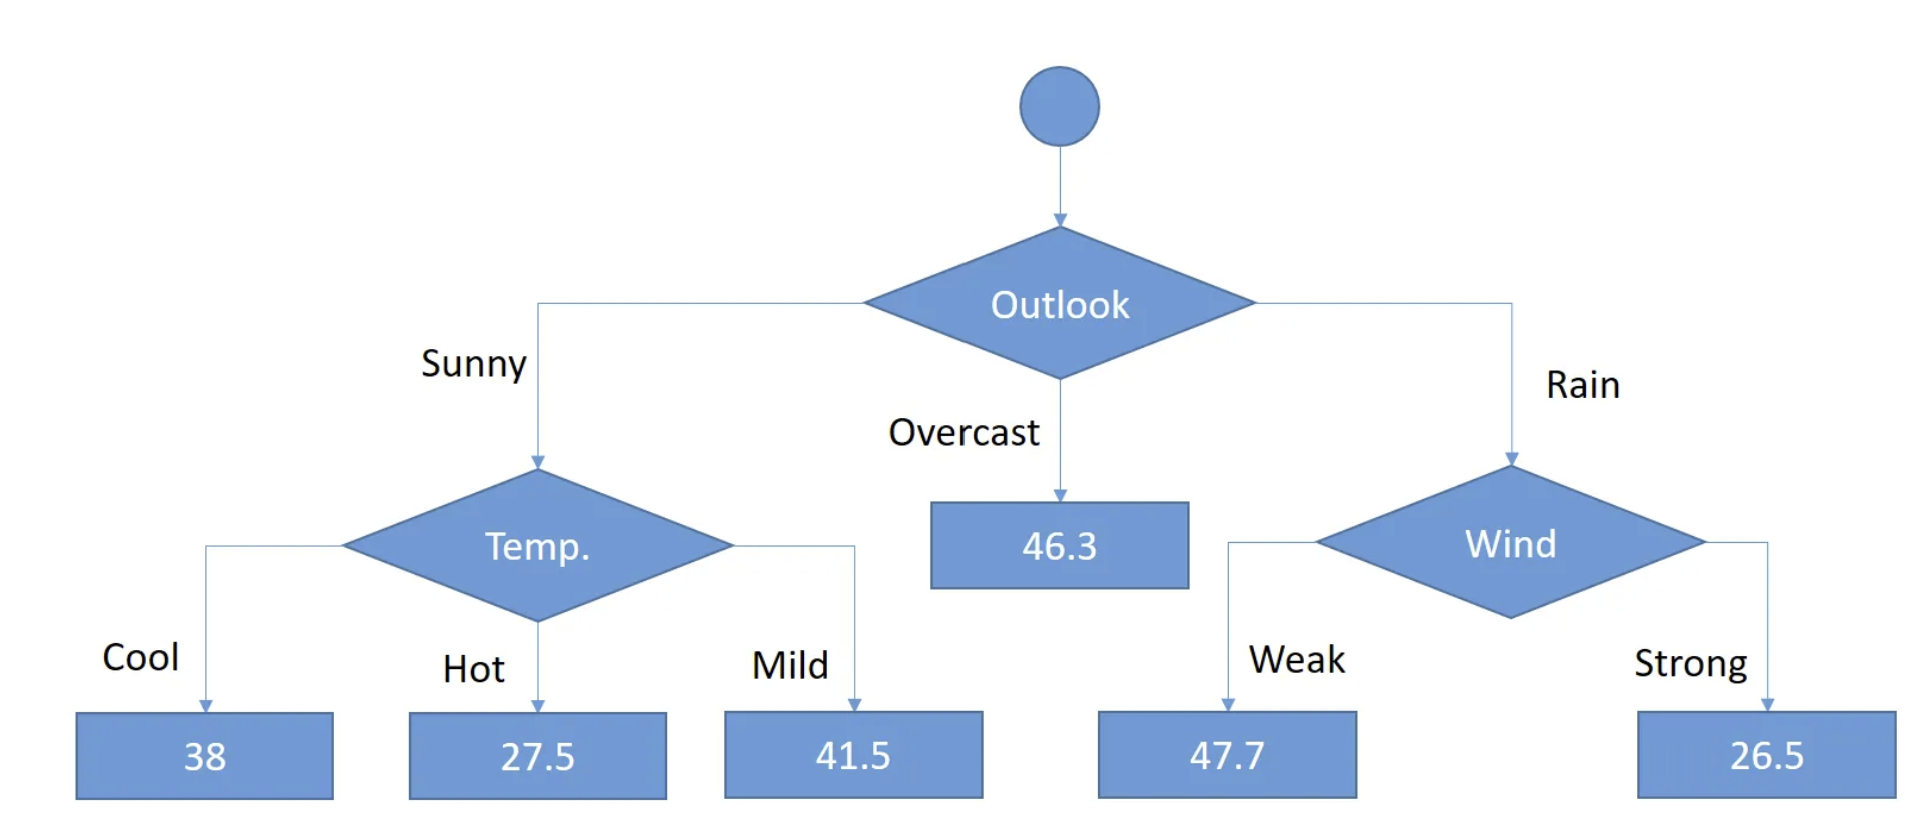 Outlook
Sunny
Rain
Overcast
Temp.
46.3
Wind
Cool
Hot
Mild
Weak
Strong
38
27.5
41.5
47.7
26.5